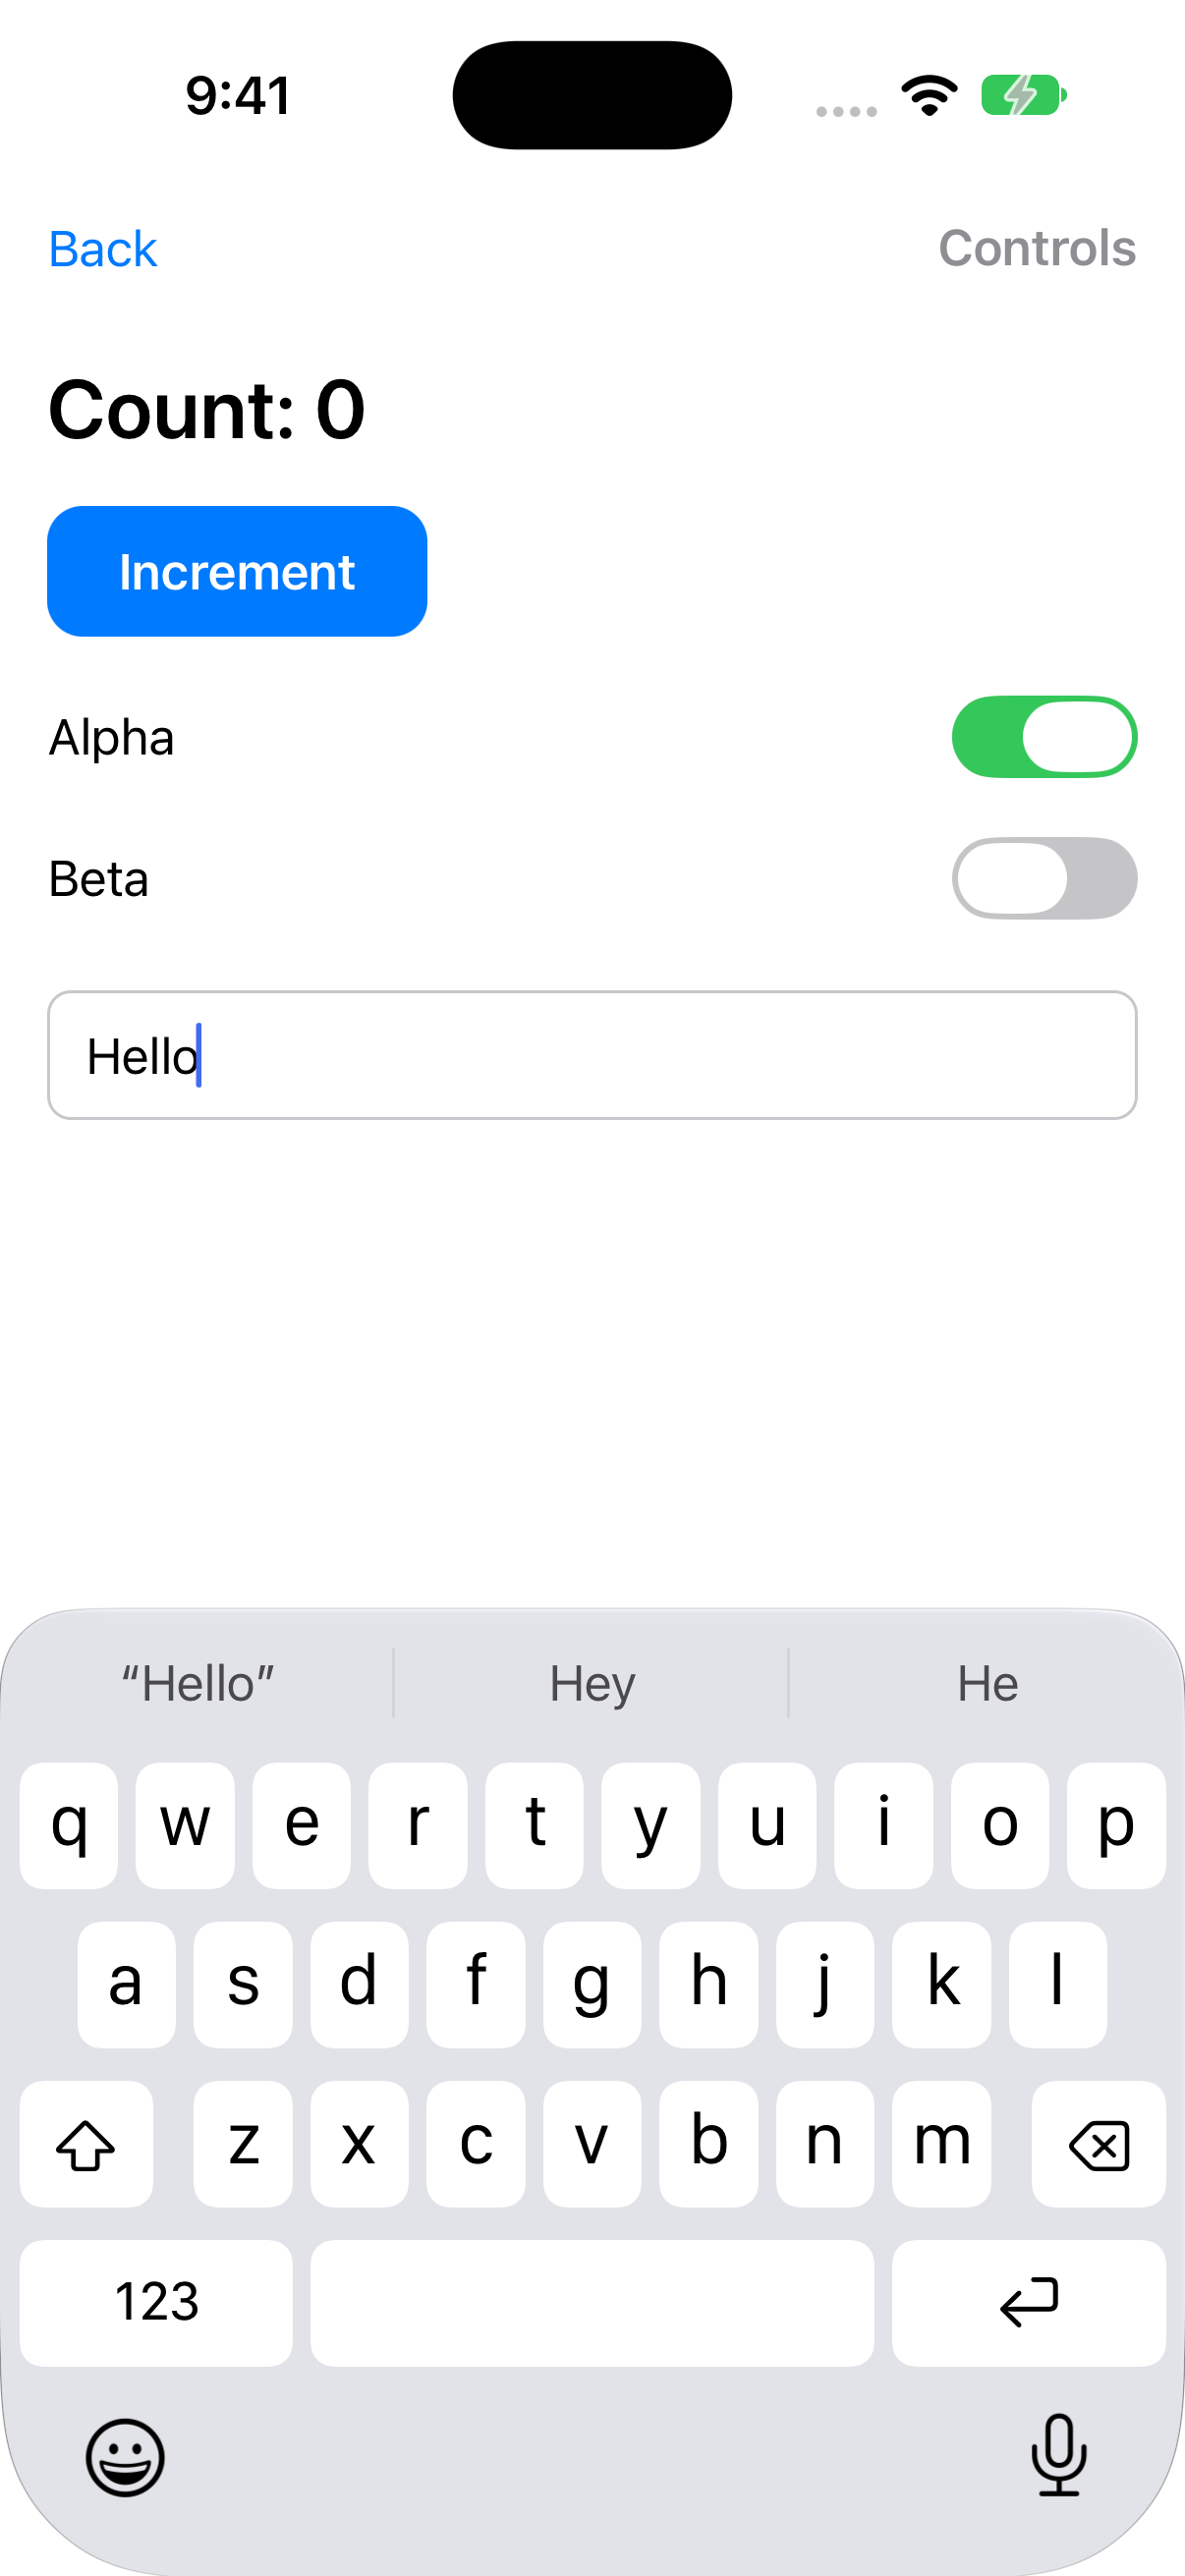 9:41
Back Controls
Count: 0
Increment
Alpha
Beta
Hello
“Hello” Hey He
q w e r t y u i o p
a s d f g h j k l
z x c v b n m
123